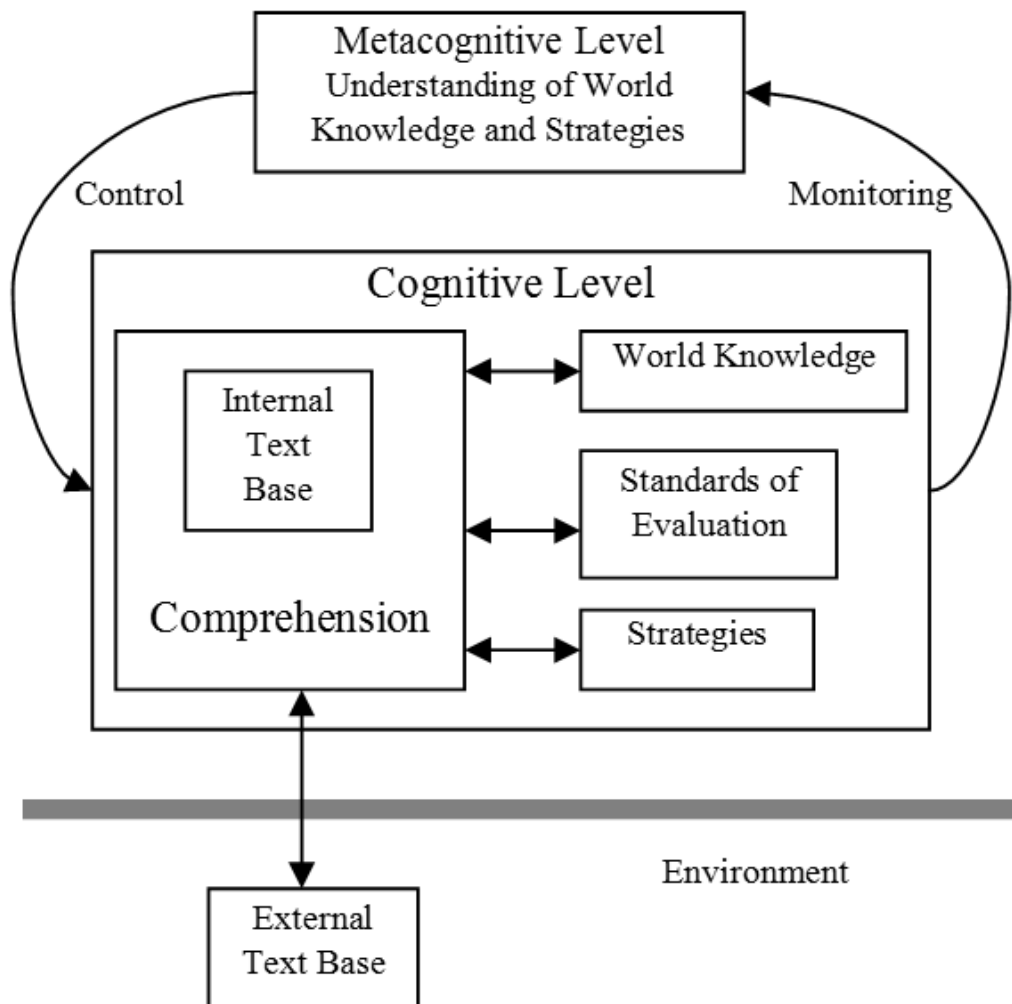 Metacognitive Level
Understanding of World
Knowledge and Strategies
Control
Monitoring
Cognitive Level
World Knowledge
Internal
Text
Base
Standards of
Evaluation
Comprehension
Strategies
Environment
External
Text Base